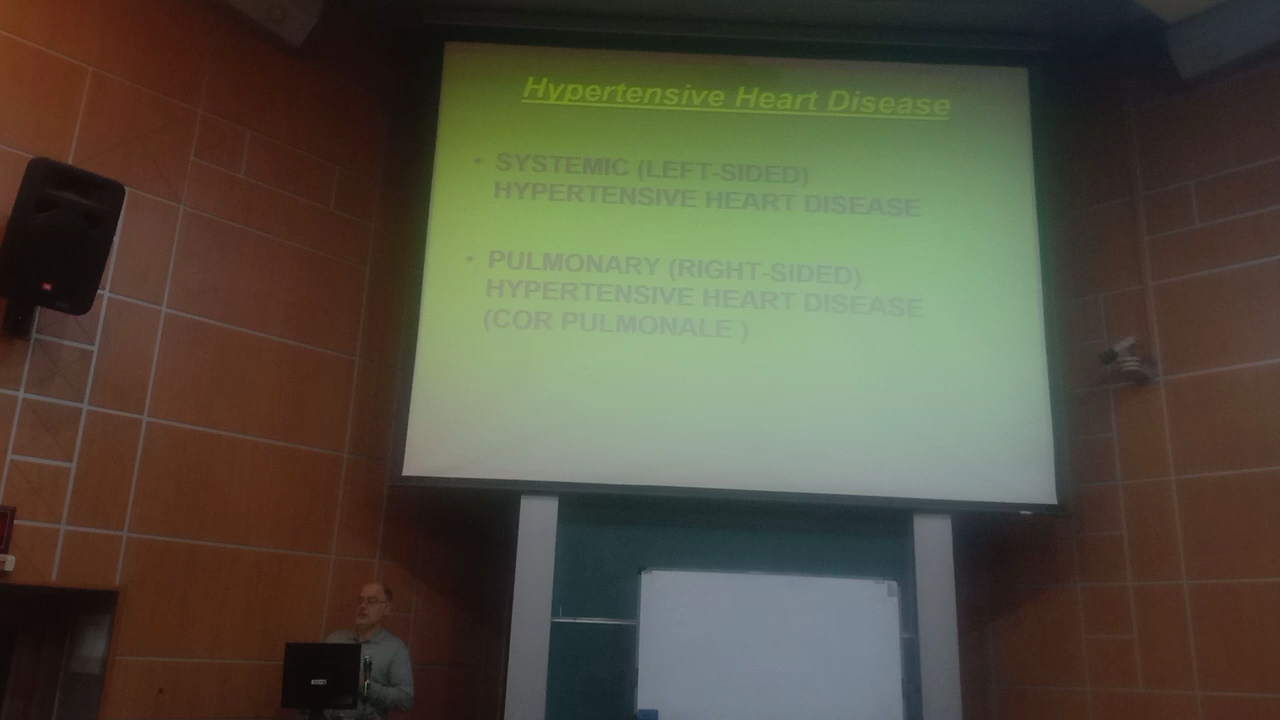 Hypertensive Heart Disease
• SYSTEMIC (LEFT-SIDED)
HYPERTENSIVE HEART DISEASE
• PULMONARY (RIGHT-SIDED)
HYPERTENSIVE HEART DISEASE
(COR PULMONALE )